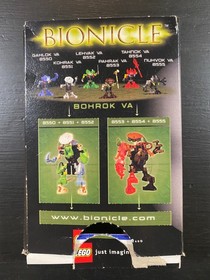 BIONICLE
GAHLOK VA
8550
LEHVAK VA
8552
TAHNOK VA
8554
KOHRAK VA
8551
PAHRAK VA
8553
NUHVOK VA
8555
BOHROK VA
8550 + 8551 + 8552
8553 + 8554 + 8555
www.bionicle.com
LEGO
just imagine